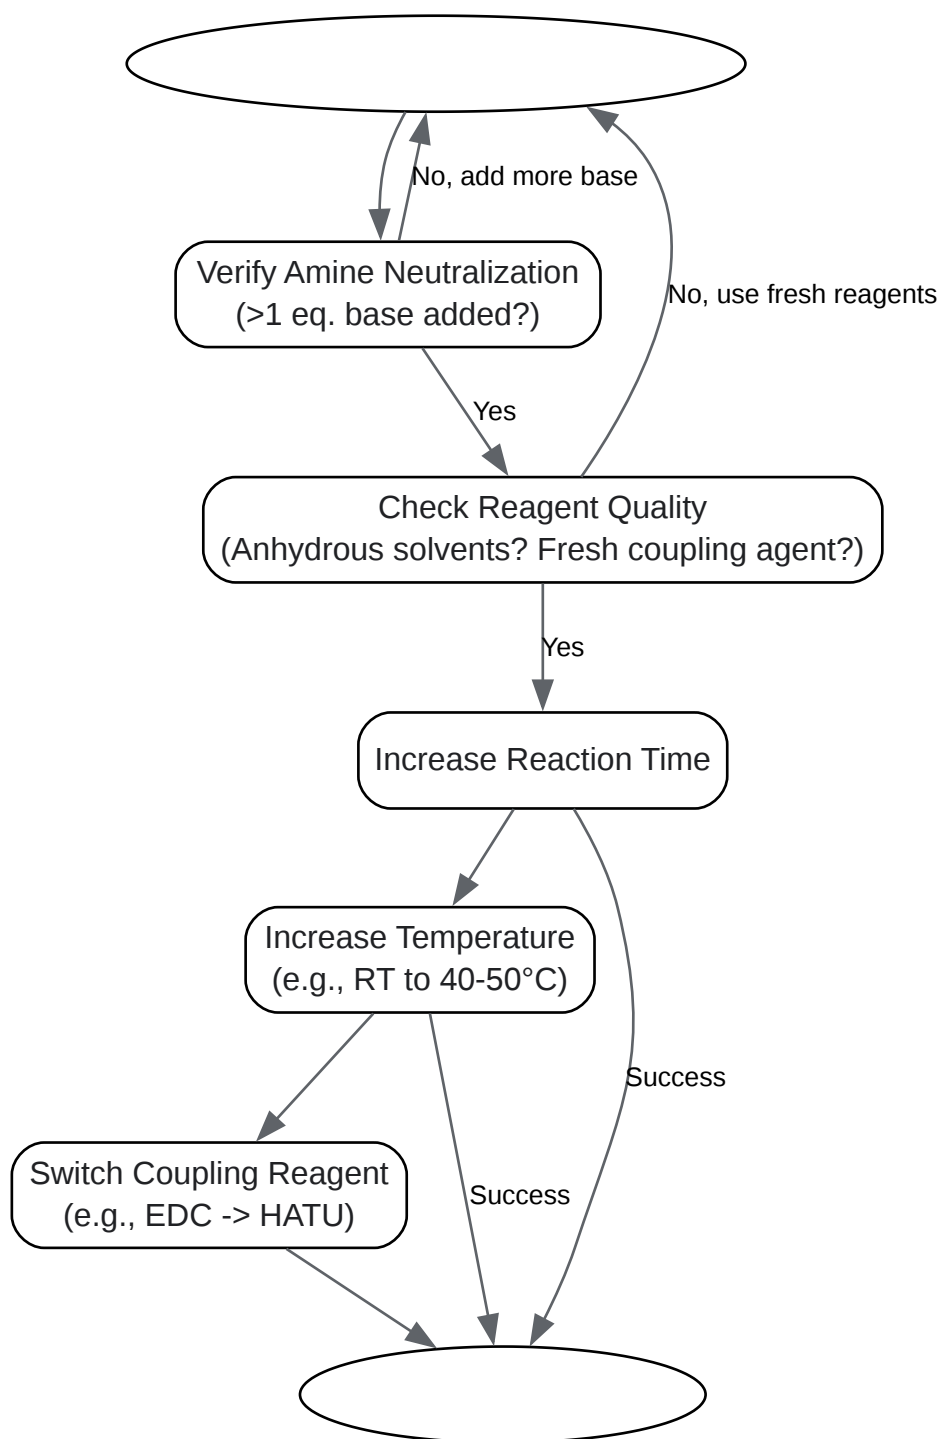 No, add more base
Verify Amine Neutralization
(>1 eq. base added?)
No, use fresh reagents
Yes
Check Reagent Quality
(Anhydrous solvents? Fresh coupling agent?)
Yes
Increase Reaction Time
Increase Temperature
(e.g., RT to 40-50°C)
Success
Switch Coupling Reagent
(e.g., EDC -> HATU)
Success